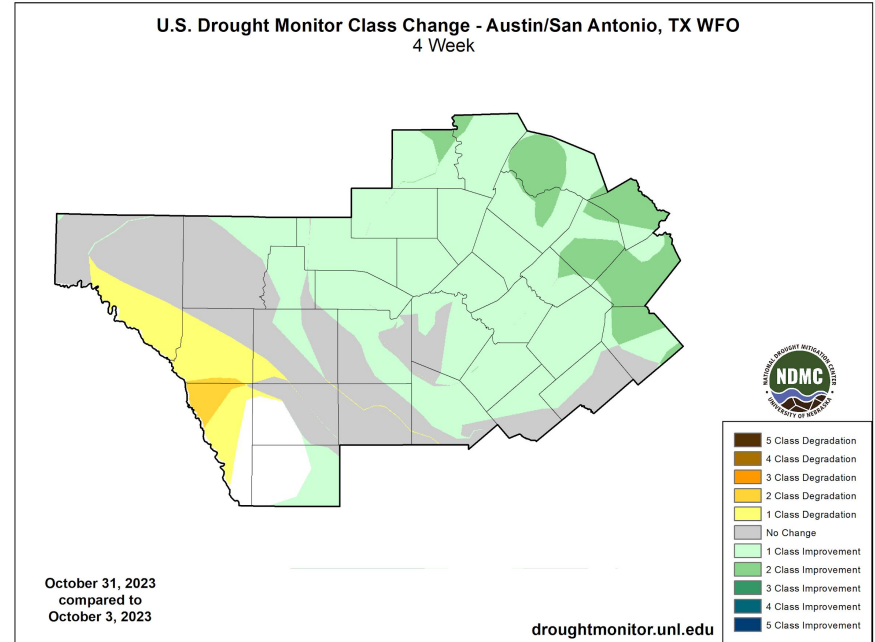 U.S. Drought Monitor Class Change - Austin/San Antonio, TX WFO
4 Week
NATIONAL DROUGHT MITIGATION CENTER
NDMC
UNIVERSITY OF NEBRASKA
5 Class Degradation
4 Class Degradation
3 Class Degradation
2 Class Degradation
1 Class Degradation
No Change
1 Class Improvement
2 Class Improvement
3 Class Improvement
4 Class Improvement
5 Class Improvement
October 31, 2023
compared to
October 3, 2023
droughtmonitor.unl.edu